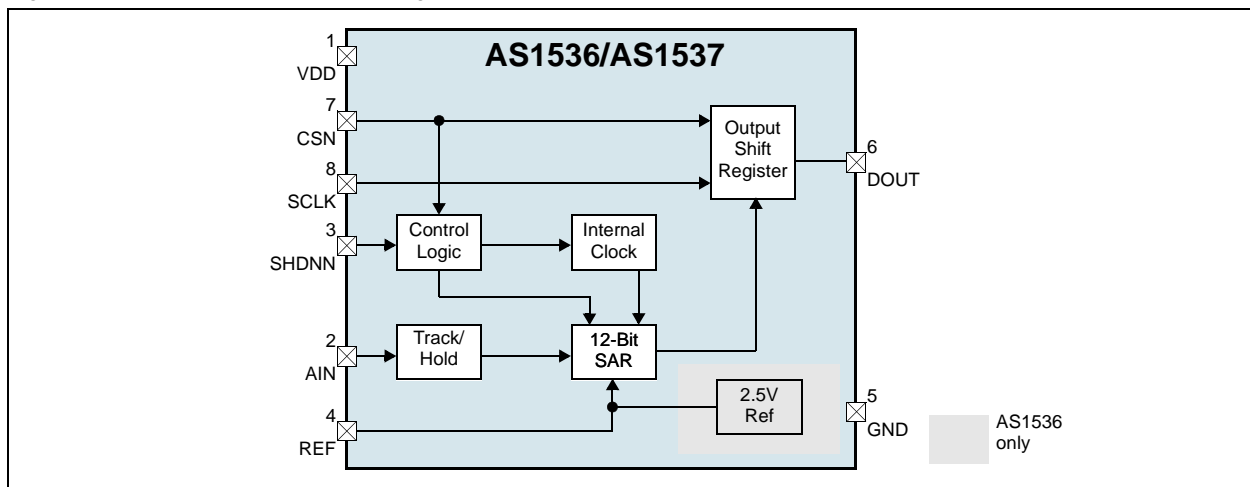 AS1536/AS1537
1
VDD
7
CSN
8
SCLK
3
SHDNN
2
AIN
4
REF
Output
Shift
Register
6
DOUT
Control
Logic
Internal
Clock
Track/
Hold
12-Bit
SAR
2.5V
Ref
5
GND
AS1536
only